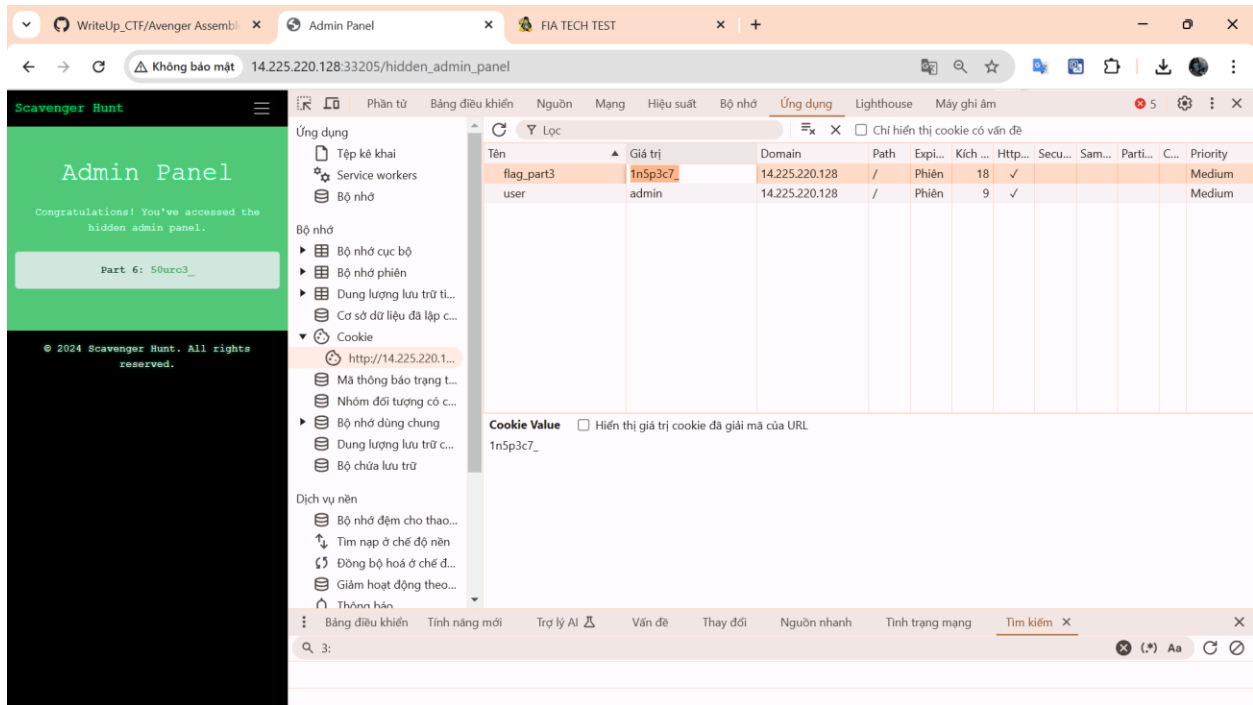 WriteUp_CTF/Avenger Assembl
Admin Panel
FIA TECH TEST
Không bảo mật
14.225.220.128:33205/hidden_admin_panel
Scavenger Hunt
Admin Panel
Congratulations! You've accessed the
hidden admin panel.
Part 6: 50urc3_
© 2024 Scavenger Hunt. All rights
reserved.
Phần tử Bảng điều khiển Nguồn Mạng Hiệu suất Bộ nhớ Ứng dụng Lighthouse Máy ghi âm 5
Ứng dụng
Tệp kê khai
Service workers
Bộ nhớ
Bộ nhớ
Bộ nhớ cục bộ
Bộ nhớ phiên
Dung lượng lưu trữ ti...
Cơ sở dữ liệu đã lập c...
Cookie
http://14.225.220.1...
Mã thông báo trạng t...
Nhóm đối tượng có c...
Bộ nhớ dùng chung
Dung lượng lưu trữ c...
Bộ chứa lưu trữ
Dịch vụ nền
Bộ nhớ đệm cho thao...
Tìm nạp ở chế độ nền
Đồng bộ hoá ở chế đ...
Giảm hoạt động theo...
Thông báo
Lọc
Chỉ hiển thị cookie có vấn đề
Tên Giá trị Domain Path Expi... Kích ... Http... Secu... Sam... Parti... C... Priority
flag_part3 1n5p3c7_ 14.225.220.128 / Phiên 18 ✓ Medium
user admin 14.225.220.128 / Phiên 9 ✓ Medium
Cookie Value Hiển thị giá trị cookie đã giải mã của URL
1n5p3c7_
Bảng điều khiển Tính năng mới Trợ lý AI Vấn đề Thay đổi Nguồn nhanh Tình trạng mạng Tìm kiếm
3:
(.*) Aa